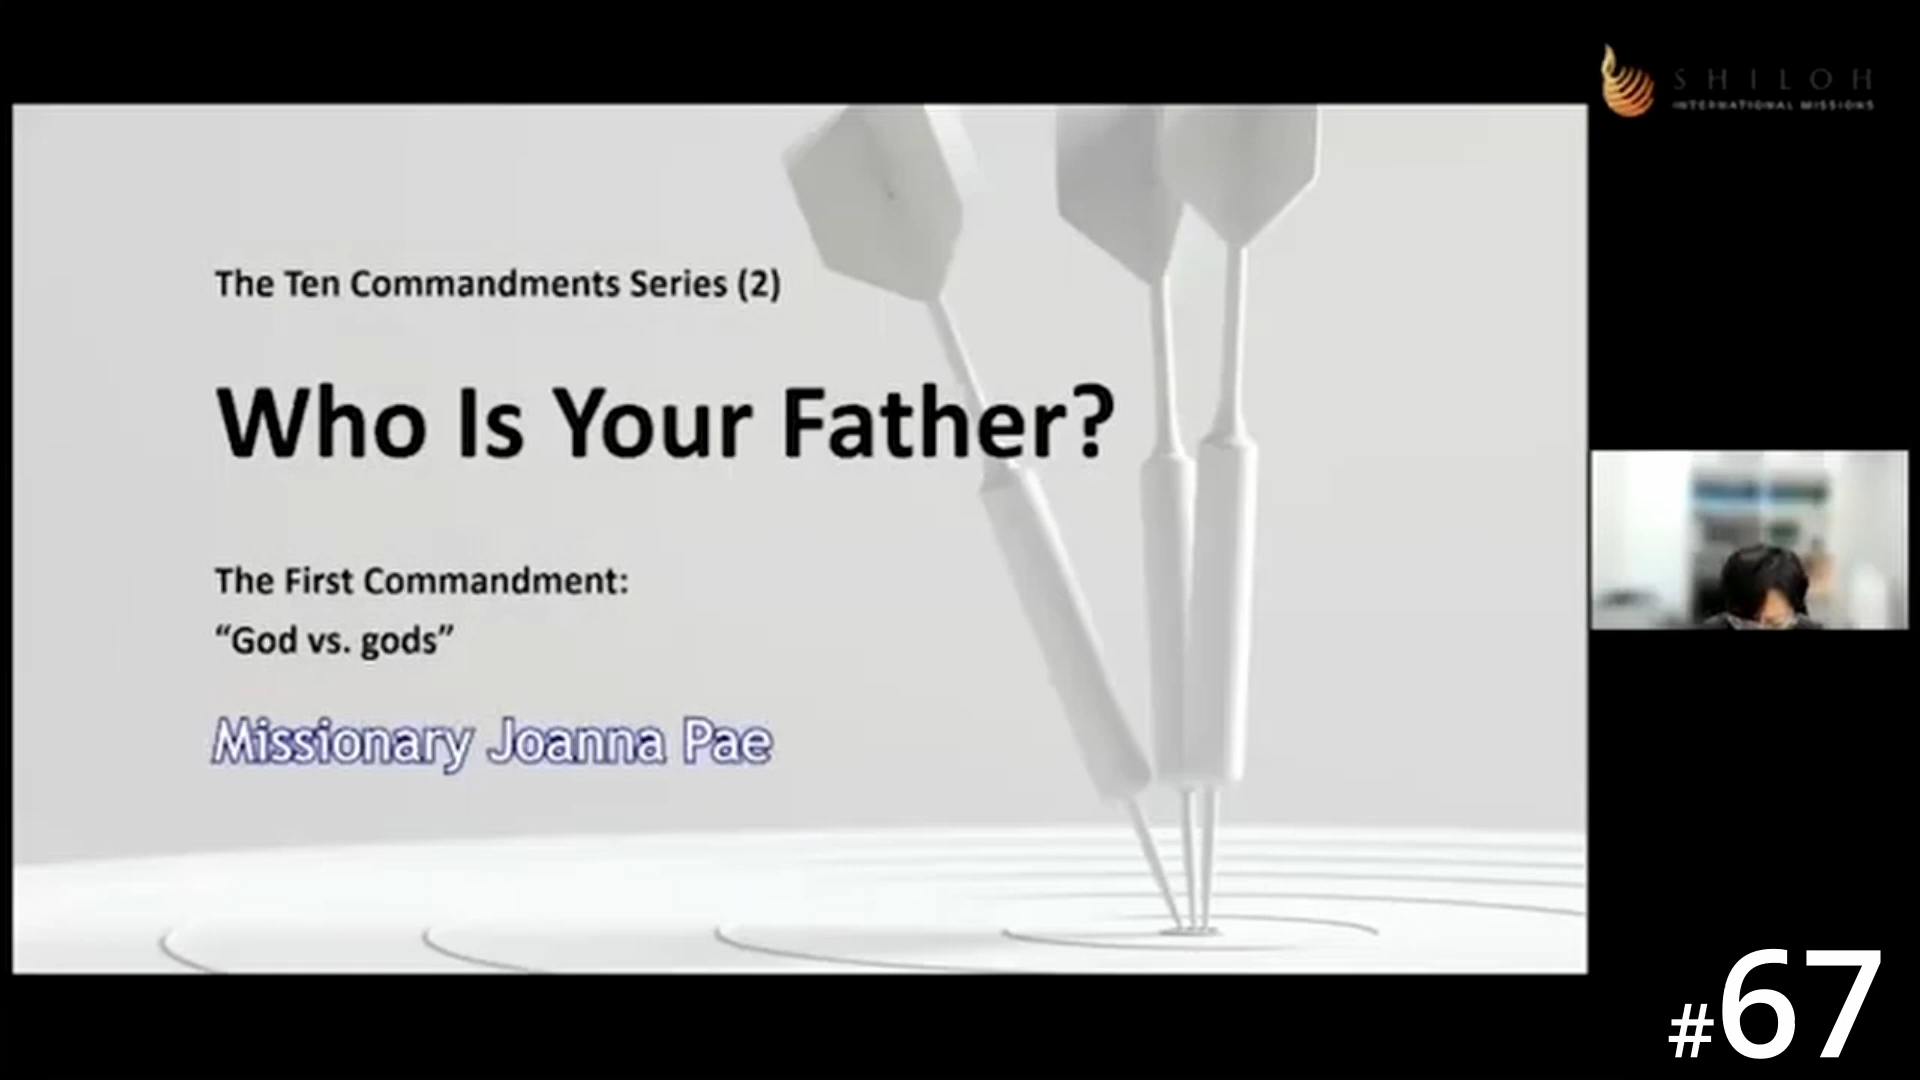 SHILOH
INTERNATIONAL MISSIONS
The Ten Commandments Series (2)
Who Is Your Father?
The First Commandment:
“God vs. gods”
Missionary Joanna Pae
#67